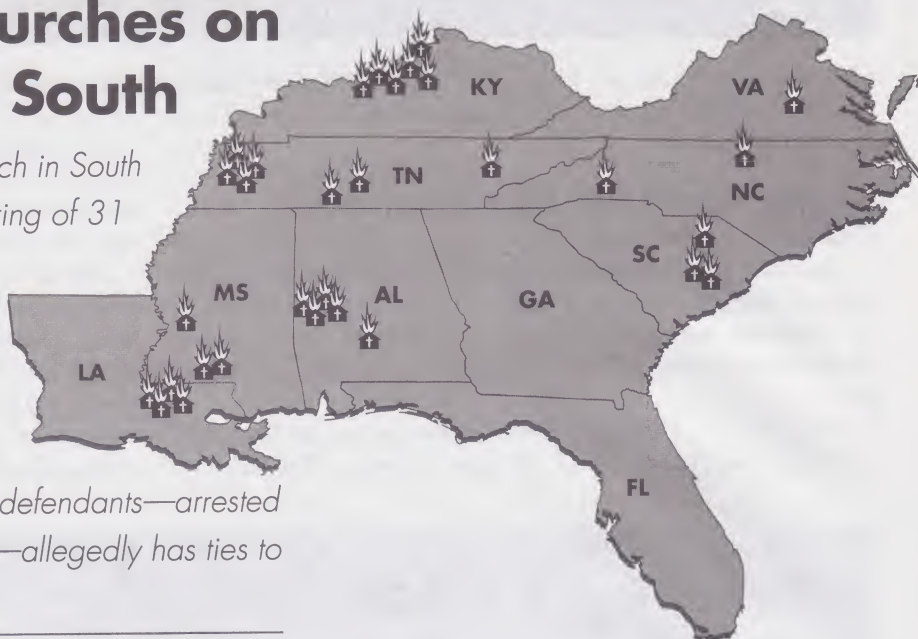 urches on
South
ch in South
ring of 31
defendants—arrested
—allegedly has ties to
KY
VA
TN
NC
SC
MS
AL
GA
LA
FL